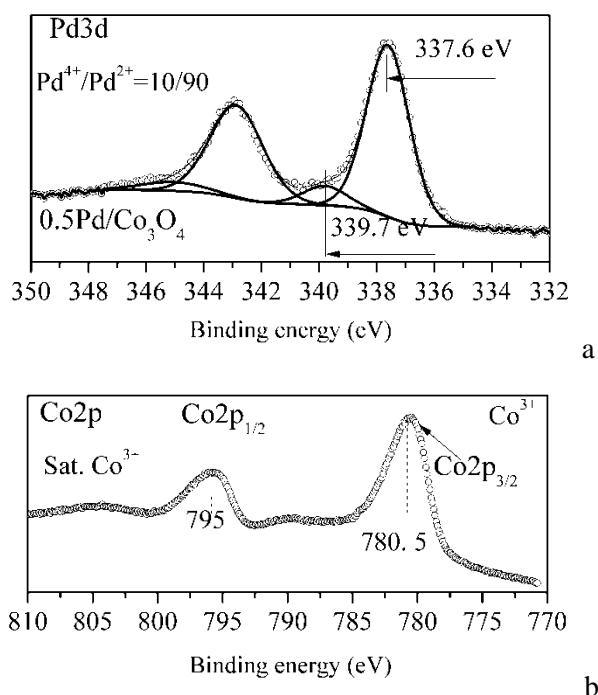 Pd3d
337.6 eV
Pd⁴⁺/Pd²⁺=10/90
0.5Pd/Co₃O₄
339.7 eV
350 348 346 344 342 340 338 336 334 332
Binding energy (eV)
a
Co2p
Co2p₁/₂
Co³⁺
Sat. Co³⁺
Co2p₃/₂
795
780. 5
810 805 800 795 790 785 780 775 770
Binding energy (eV)
b